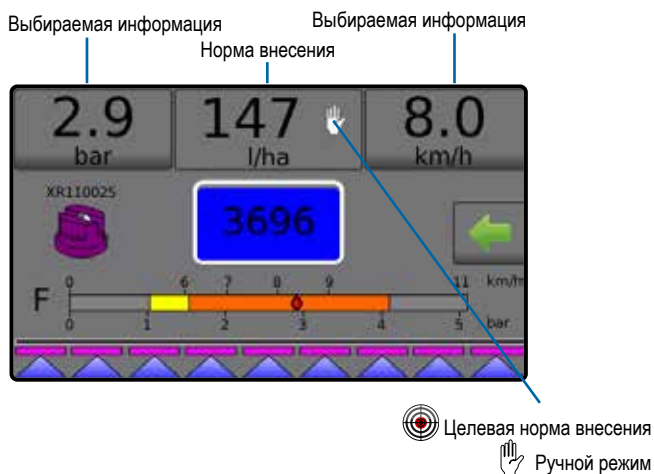 Выбираемая информация
Выбираемая информация
Норма внесения
2.9
bar
147
l/ha
8.0
km/h
XR110025
3696
0 6 7 8 9 11 km/h
F
0 1 2 3 4 5 bar
Целевая норма внесения
Ручной режим